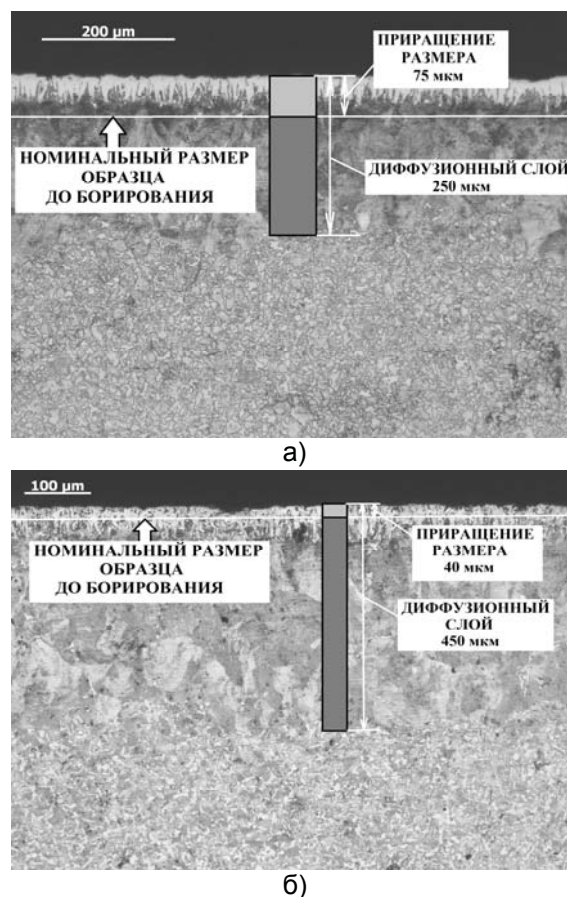 200 µm
ПРИРАЩЕНИЕ
РАЗМЕРА
75 мкм
НОМИНАЛЬНЫЙ РАЗМЕР
ОБРАЗЦА
ДО БОРИРОВАНИЯ
ДИФФУЗИОННЫЙ СЛОЙ
250 мкм
а)
100 µm
НОМИНАЛЬНЫЙ РАЗМЕР
ОБРАЗЦА
ДО БОРИРОВАНИЯ
ПРИРАЩЕНИЕ
РАЗМЕРА
40 мкм
ДИФФУЗИОННЫЙ
СЛОЙ
450 мкм
б)